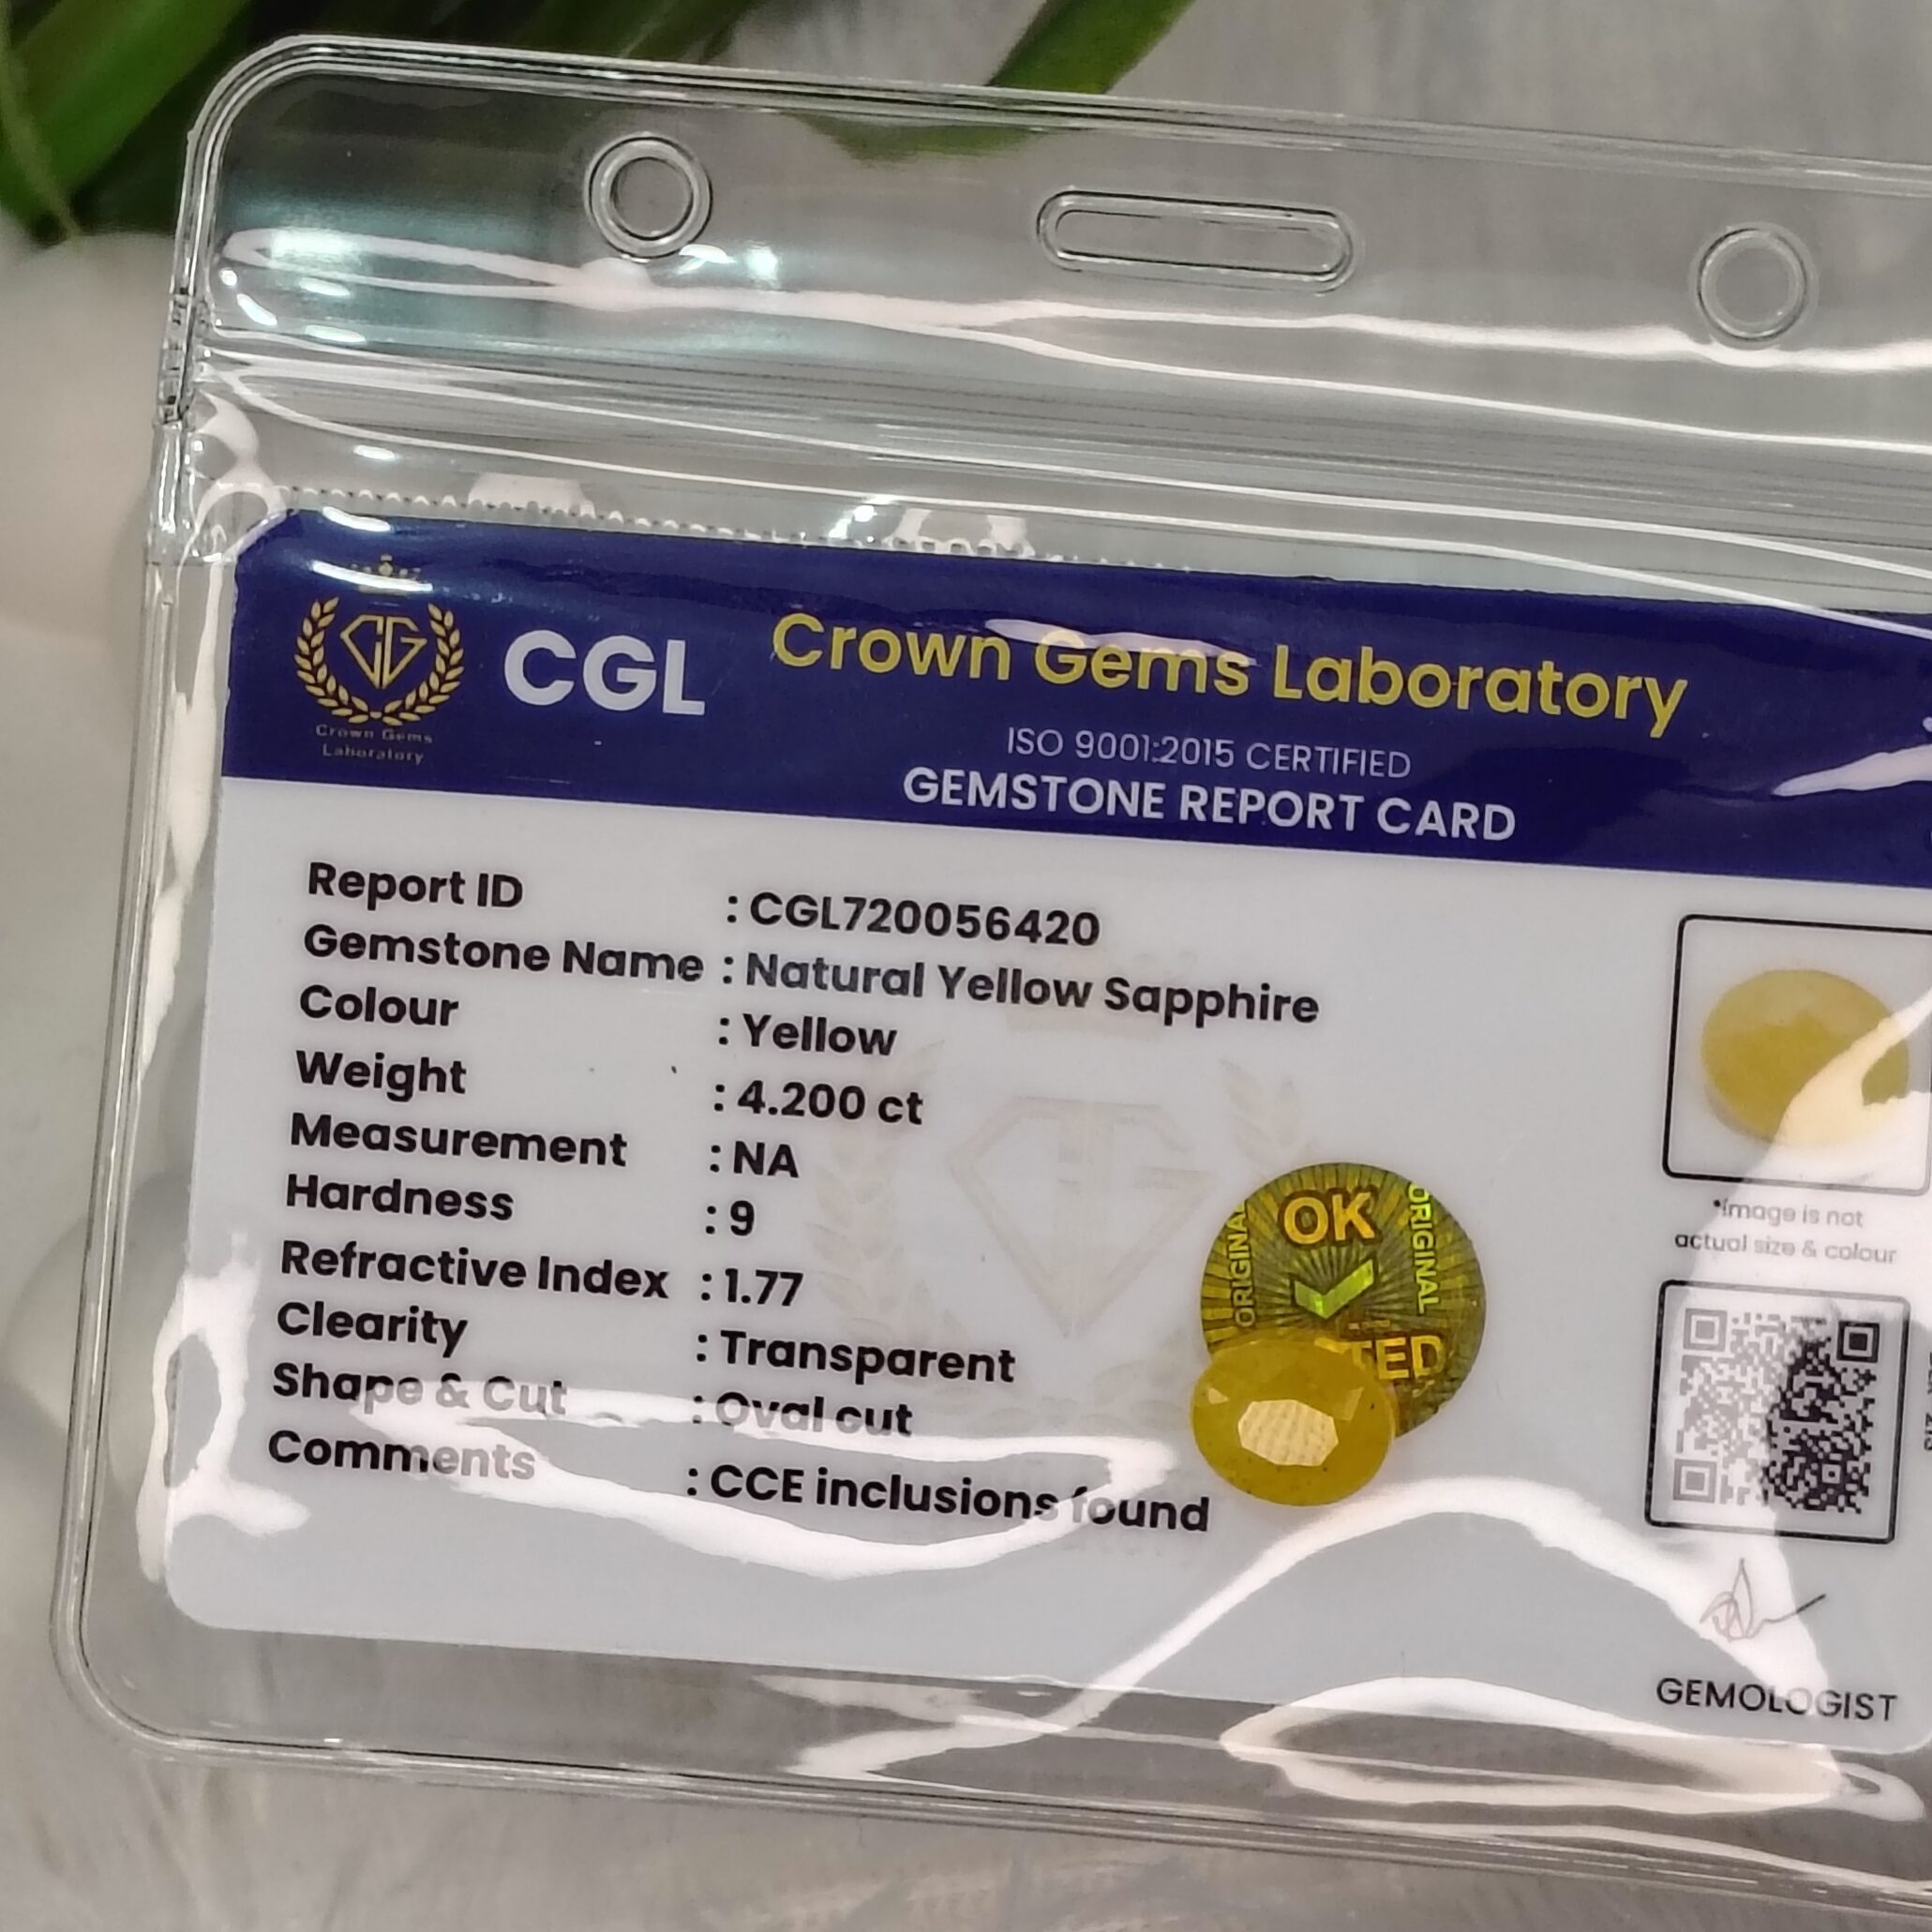 CGL
Crown Gems Laboratory
Crown Gems
Laboratory
ISO 9001:2015 CERTIFIED
GEMSTONE REPORT CARD
Report ID : CGL720056420
Gemstone Name : Natural Yellow Sapphire
Colour : Yellow
Weight : 4.200 ct
Measurement : NA
Hardness : 9
Refractive Index : 1.77
Clearity : Transparent
Shape & Cut : Oval cut
Comments : CCE inclusions found
OK
ORIGINAL
ORIGINAL
TED
*Image is not
actual size & colour
GEMOLOGIST